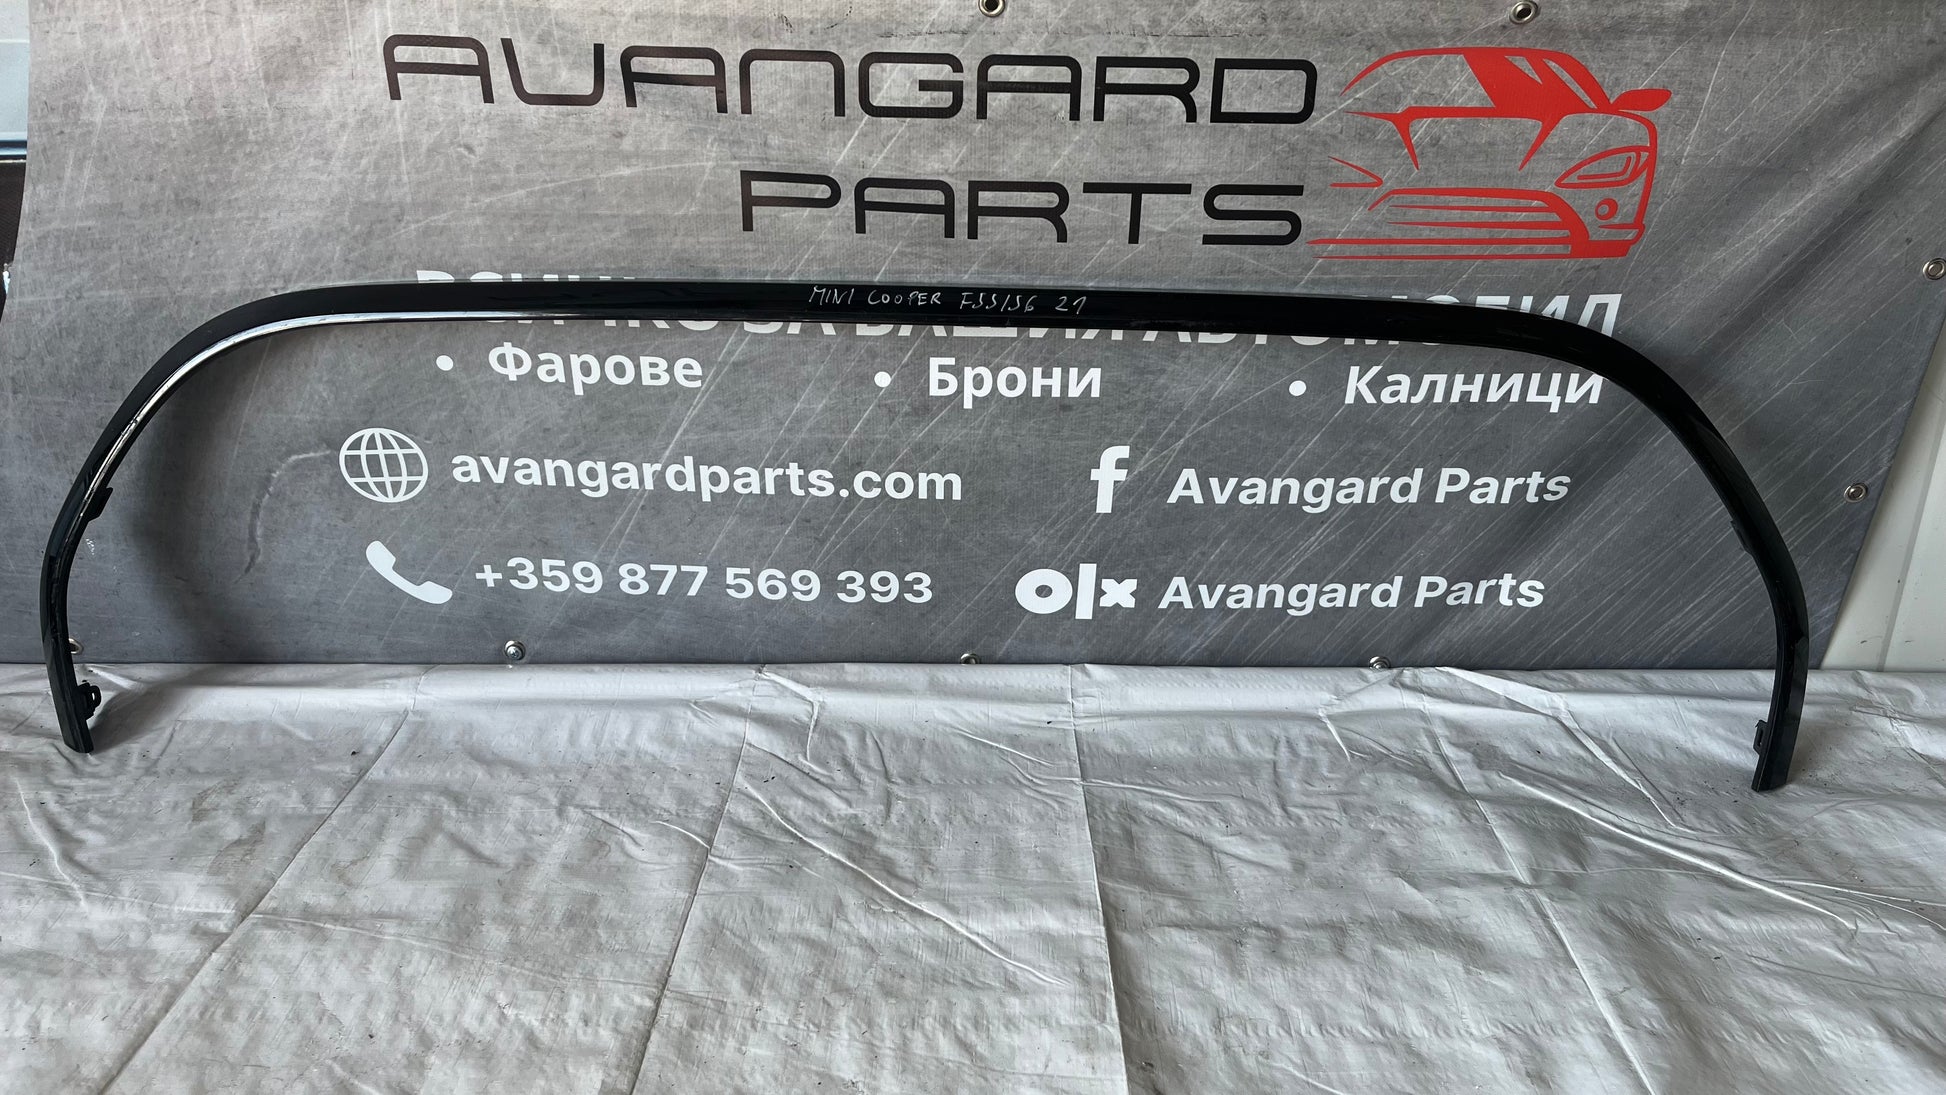 AVANGARD
PARTS
MINI COOPER F55/56 21
• Фарове • Брони • Калници
avangardparts.com
f Avangard Parts
+359 877 569 393
olx Avangard Parts